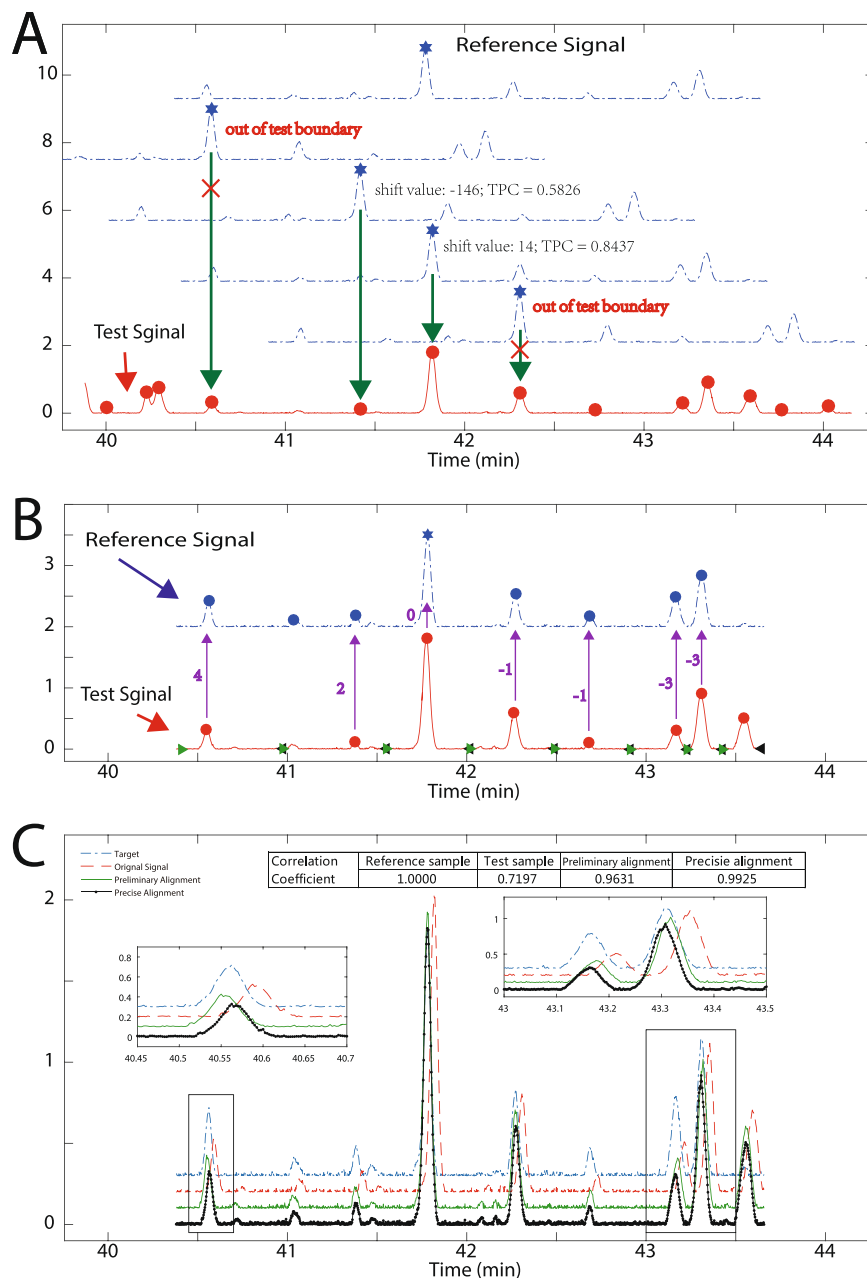 A
Reference Signal
10
8
6
4
2
0
out of test boundary
shift value: -146; TPC = 0.5826
shift value: 14; TPC = 0.8437
out of test boundary
Test Sginal
40 41 42 43 44
Time (min)
B
Reference Signal
3
2
1
0
4
2
0
-1
-1
-3
-3
Test Sginal
40 41 42 43 44
Time (min)
C
Target
Orignal Signal
Preliminary Alignment
Precise Alignment
Correlation Coefficient Reference sample Test sample Preliminary alignment Precisie alignment
1.0000 0.7197 0.9631 0.9925
2
1
0
0.8
0.6
0.4
0.2
0
40.45 40.5 40.55 40.6 40.65 40.7
1
0.5
0
43 43.1 43.2 43.3 43.4 43.5
40 41 42 43 44
Time (min)